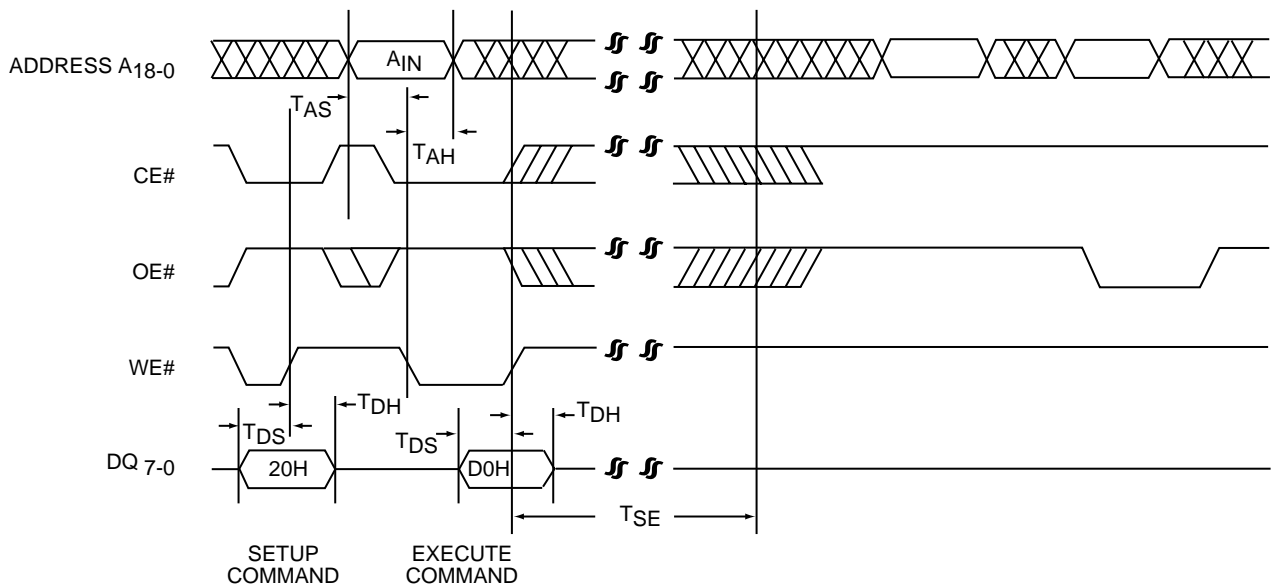 ADDRESS A18-0
AIN
TAS
TAH
CE#
OE#
WE#
TDH
TDS
TDS
TDH
DQ 7-0
20H
D0H
TSE
SETUP
COMMAND
EXECUTE
COMMAND